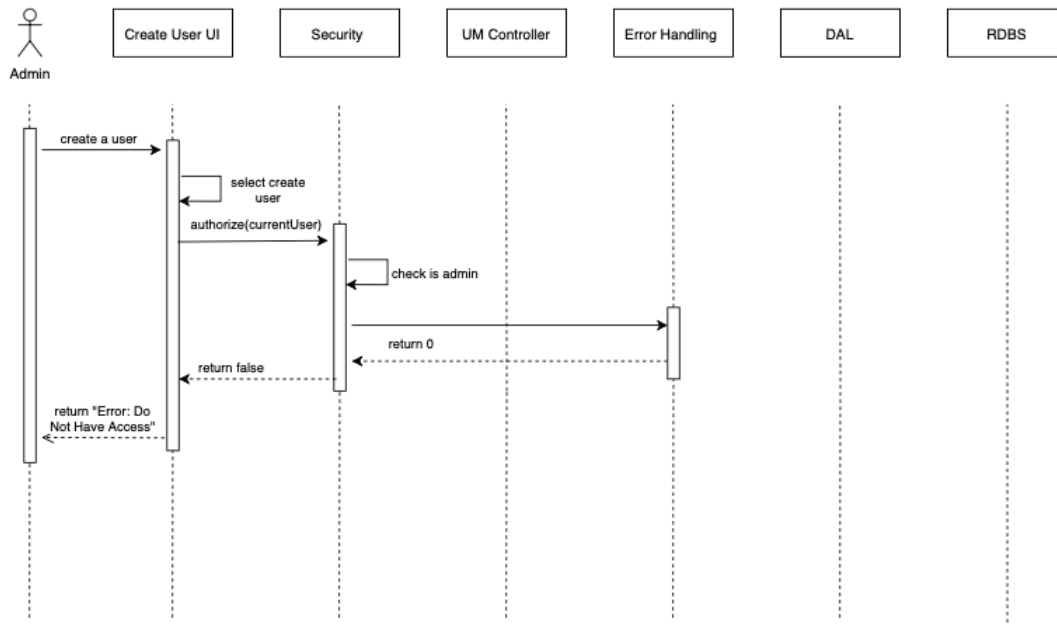 Create User UI
Security
UM Controller
Error Handling
DAL
RDBS
Admin
create a user
select create
user
authorize(currentUser)
check is admin
return 0
return false
return "Error: Do
Not Have Access"